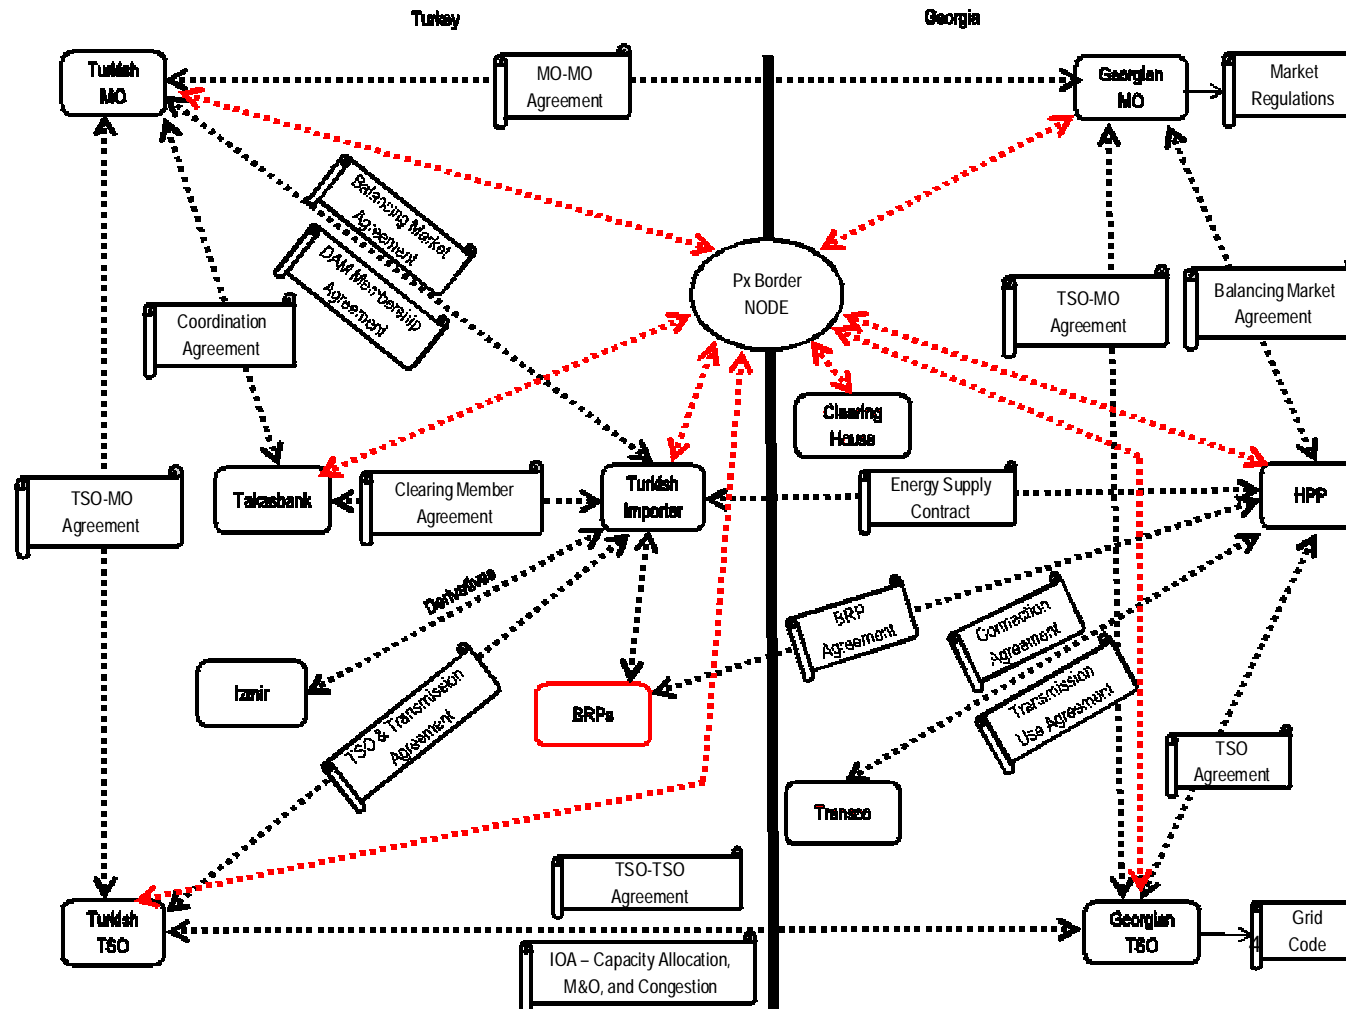 Turkey
Georgia
Turkish
MO
MO-MO
Agreement
Georgian
MO
Market
Regulations
Balancing Market
Agreement
DAM Membership
Agreement
Px Border
NODE
Coordination
Agreement
TSO-MO
Agreement
Balancing Market
Agreement
Clearing
House
TSO-MO
Agreement
Takasbank
Clearing Member
Agreement
Turkish
Importer
Energy Supply
Contract
HPP
Derivatives
BRP
Agreement
Connection
Agreement
Izmir
TSO & Transmission
Agreement
BRPs
Transmission
Use Agreement
TSO
Agreement
Transco
TSO-TSO
Agreement
Turkish
TSO
Georgian
TSO
Grid
Code
4
IOA – Capacity Allocation,
M&O, and Congestion